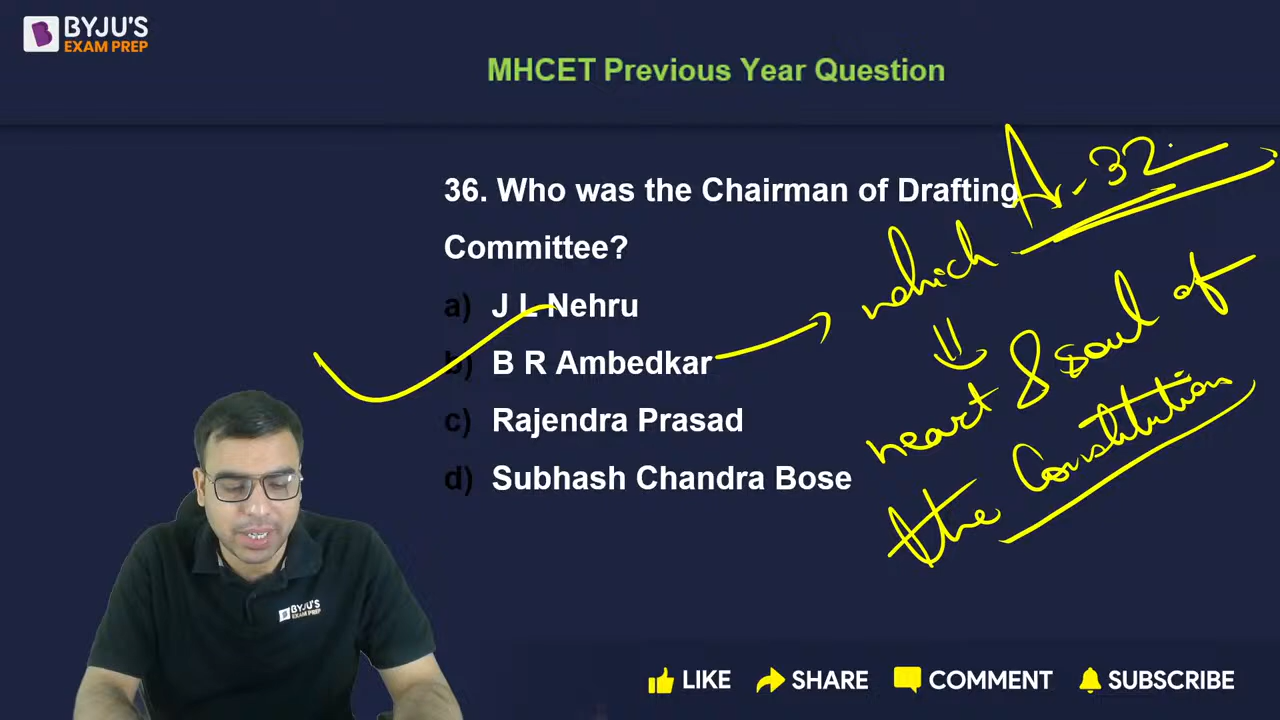 BYJU'S
EXAM PREP
MHCET Previous Year Question
36. Who was the Chairman of Drafting
Committee?
a) J L Nehru
b) B R Ambedkar
c) Rajendra Prasad
d) Subhash Chandra Bose
which Ar. 32
heart & soul of
the Constitution
BYJU'S
EXAM PREP
LIKE
SHARE
COMMENT
SUBSCRIBE